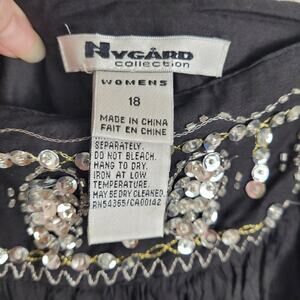 NYGÅRD
collection
WOMENS
18
MADE IN CHINA
FAIT EN CHINE
SEPARATELY.
DO NOT BLEACH.
HANG TO DRY.
IRON AT LOW
TEMPERATURE.
MAY BE DRY CLEANED.
RN54365/CA00142